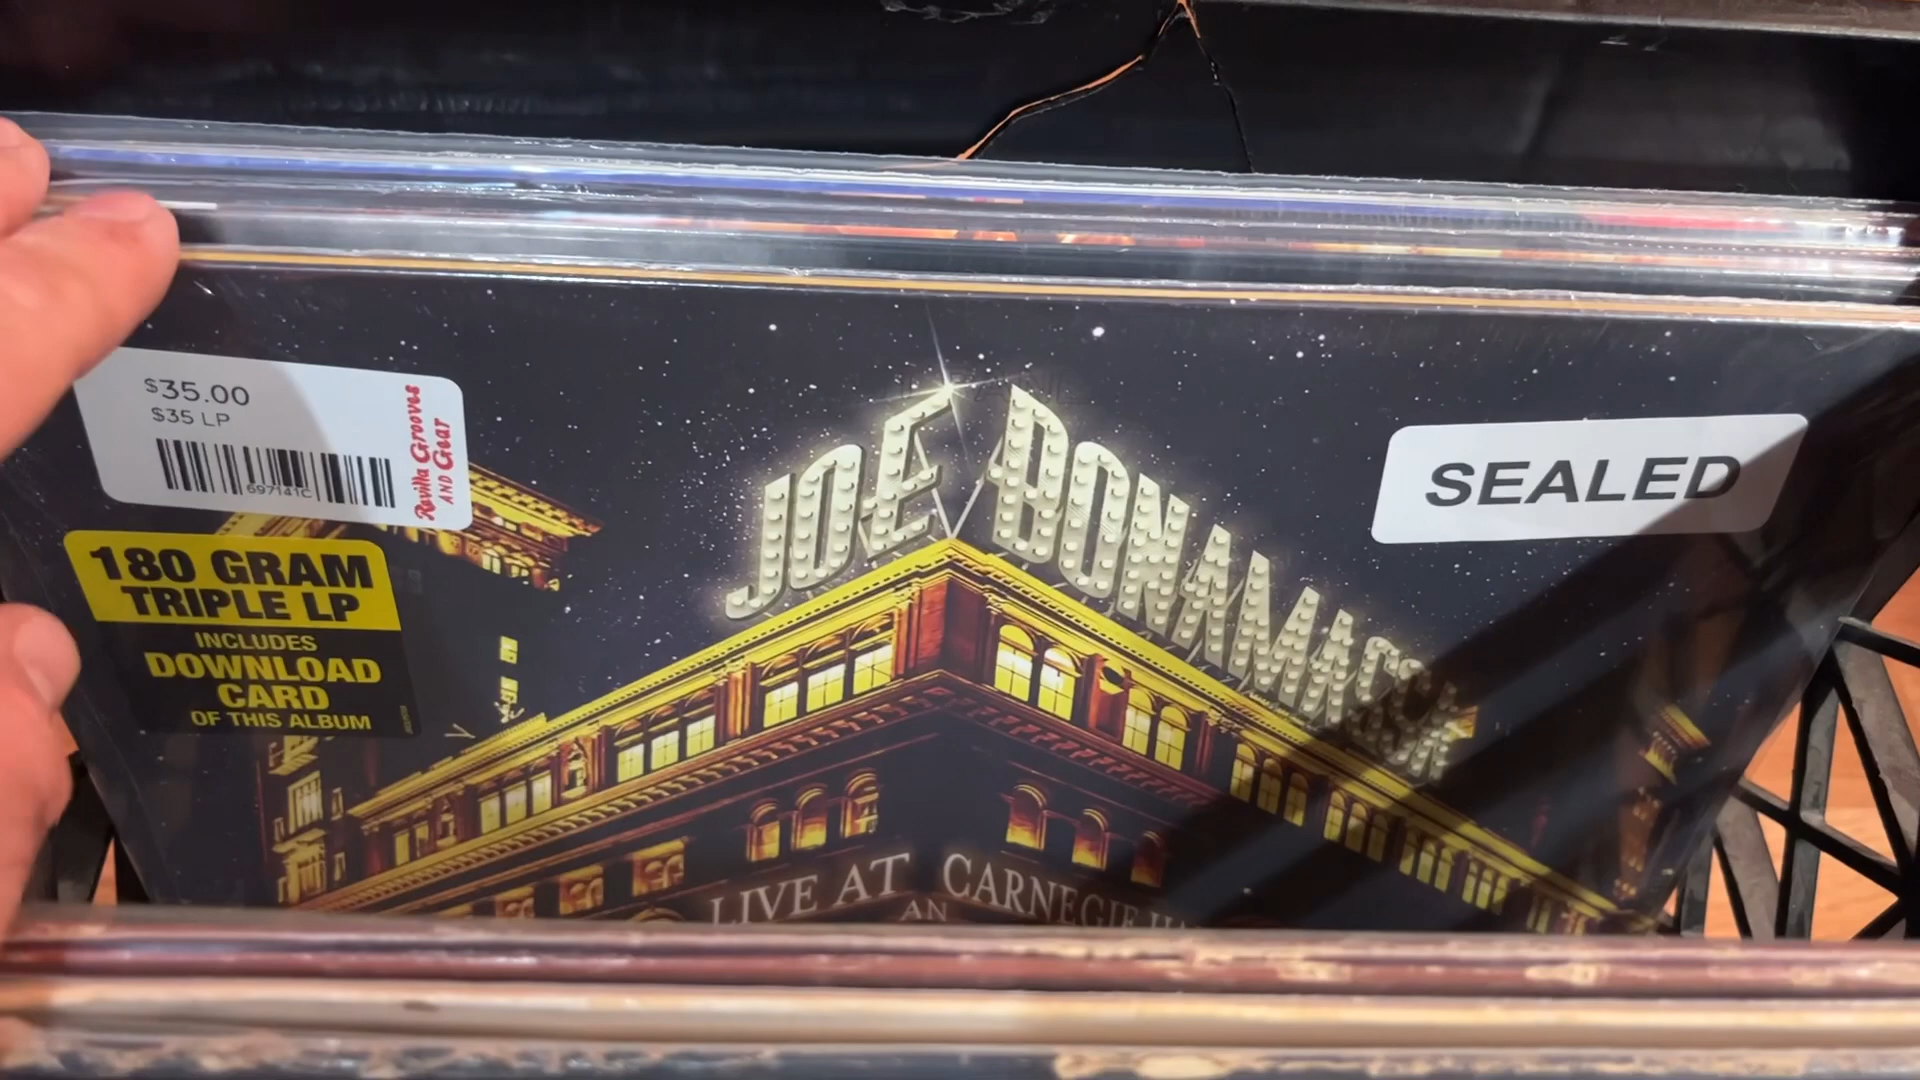 $35.00
$35 LP
697141C
Revilla Grooves
AND Gear
180 GRAM
TRIPLE LP
INCLUDES
DOWNLOAD
CARD
OF THIS ALBUM
JOE BONAMASSA
SEALED
LIVE AT CARNEGIE
AN